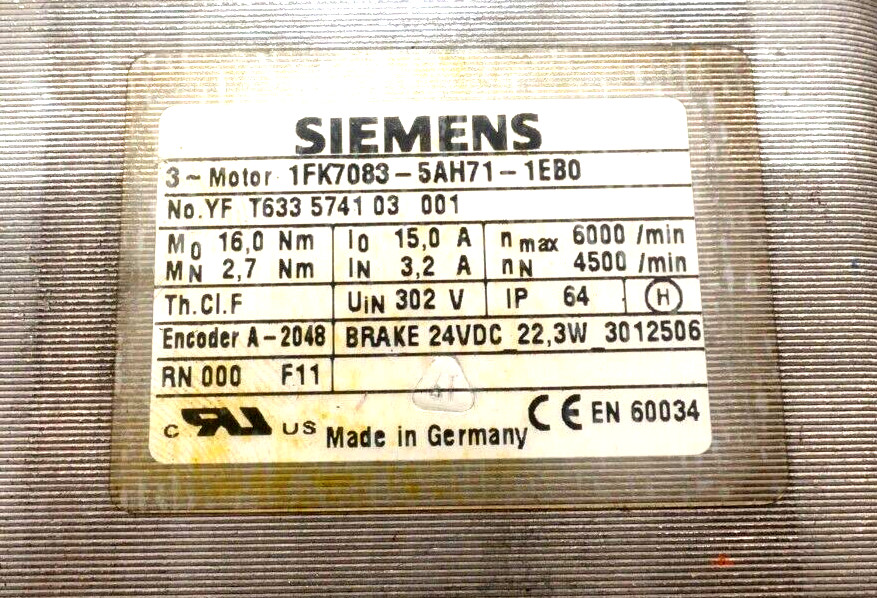 SIEMENS
3~Motor 1FK7083-5AH71-1EB0
No.YF T633 5741 03 001
M0 16,0 Nm I0 15,0 A nmax 6000 /min
MN 2,7 Nm IN 3,2 A nN 4500 /min
Th.Cl.F UIN 302 V IP 64 H
Encoder A-2048 BRAKE 24VDC 22,3W 3012506
RN 000 F11
C RU US Made in Germany CE EN 60034